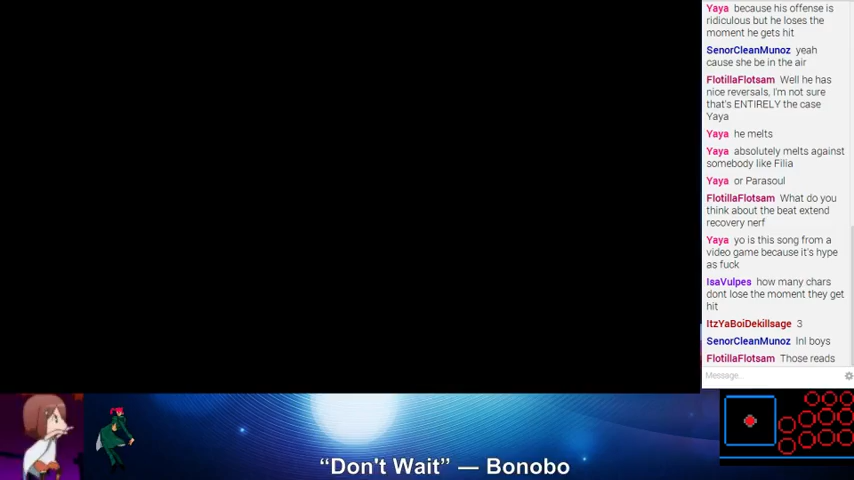 Yaya because his offense is
ridiculous but he loses the
moment he gets hit
SenorCleanMunoz yeah
cause she be in the air
FlotillaFlotsam Well he has
nice reversals, I'm not sure
that's ENTIRELY the case
Yaya
Yaya he melts
Yaya absolutely melts against
somebody like Filia
Yaya or Parasoul
FlotillaFlotsam What do you
think about the beat extend
recovery nerf
Yaya yo is this song from a
video game because it's hype
as fuck
IsaVulpes how many chars
dont lose the moment they get
hit
ItzYaBoiDekillsage 3
SenorCleanMunoz lnl boys
FlotillaFlotsam Those reads
Message...
“Don't Wait” — Bonobo